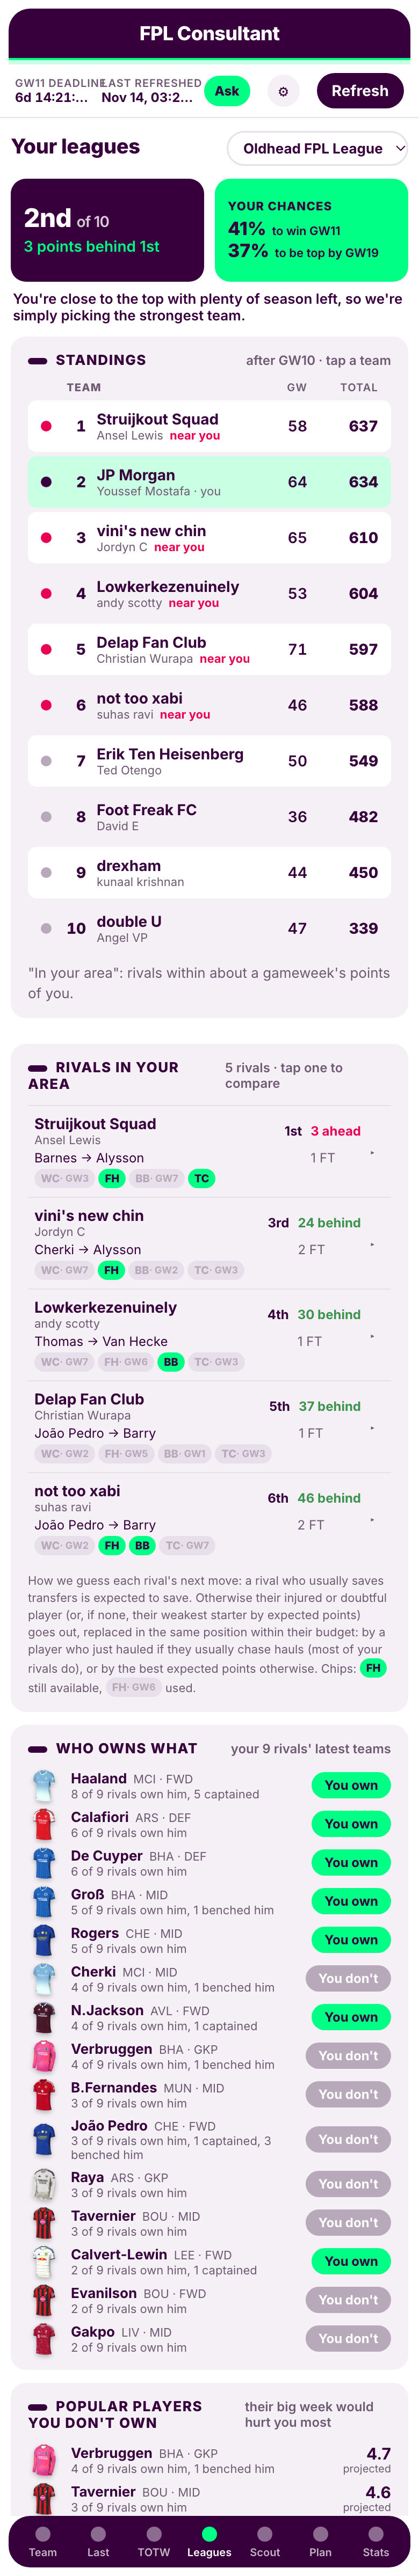 FPL Consultant
GW11 DEADLINE
6d 14:21:...
LAST REFRESHED
Nov 14, 03:2...
Ask
Refresh
Your leagues
Oldhead FPL League
2nd of 10
3 points behind 1st
YOUR CHANCES
41% to win GW11
37% to be top by GW19
You're close to the top with plenty of season left, so we're
simply picking the strongest team.
STANDINGS
after GW10 · tap a team
TEAM GW TOTAL
1 Struijkout Squad 58 637
Ansel Lewis near you
2 JP Morgan 64 634
Youssef Mostafa · you
3 vini's new chin 65 610
Jordyn C near you
4 Lowkerkezenuinely 53 604
andy scotty near you
5 Delap Fan Club 71 597
Christian Wurapa near you
6 not too xabi 46 588
suhas ravi near you
7 Erik Ten Heisenberg 50 549
Ted Otengo
8 Foot Freak FC 36 482
David E
9 drexham 44 450
kunaal krishnan
10 double U 47 339
Angel VP
"In your area": rivals within about a gameweek's points
of you.
RIVALS IN YOUR
AREA
5 rivals · tap one to
compare
Struijkout Squad 1st 3 ahead
Ansel Lewis
Barnes → Alysson 1 FT
WC· GW3 FH BB· GW7 TC
vini's new chin 3rd 24 behind
Jordyn C
Cherki → Alysson 2 FT
WC· GW7 FH BB· GW2 TC· GW3
Lowkerkezenuinely 4th 30 behind
andy scotty
Thomas → Van Hecke 1 FT
WC· GW7 FH· GW6 BB TC· GW3
Delap Fan Club 5th 37 behind
Christian Wurapa
João Pedro → Barry 1 FT
WC· GW2 FH· GW5 BB· GW1 TC· GW3
not too xabi 6th 46 behind
suhas ravi
João Pedro → Barry 2 FT
WC· GW2 FH BB TC· GW7
How we guess each rival's next move: a rival who usually saves
transfers is expected to save. Otherwise their injured or doubtful
player (or, if none, their weakest starter by expected points)
goes out, replaced in the same position within their budget: by a
player who just hauled if they usually chase hauls (most of your
rivals do), or by the best expected points otherwise. Chips: FH
still available, FH· GW6 used.
WHO OWNS WHAT
your 9 rivals' latest teams
Haaland MCI · FWD You own
8 of 9 rivals own him, 5 captained
Calafiori ARS · DEF You own
6 of 9 rivals own him
De Cuyper BHA · DEF You own
6 of 9 rivals own him
Groß BHA · MID You own
5 of 9 rivals own him, 1 benched him
Rogers CHE · MID You own
5 of 9 rivals own him
Cherki MCI · MID You don't
4 of 9 rivals own him, 1 benched him
N.Jackson AVL · FWD You own
4 of 9 rivals own him, 1 captained
Verbruggen BHA · GKP You don't
4 of 9 rivals own him, 1 benched him
B.Fernandes MUN · MID You don't
3 of 9 rivals own him
João Pedro CHE · FWD You don't
3 of 9 rivals own him, 1 captained, 3
benched him
Raya ARS · GKP You don't
3 of 9 rivals own him
Tavernier BOU · MID You don't
3 of 9 rivals own him
Calvert-Lewin LEE · FWD You own
2 of 9 rivals own him, 1 captained
Evanilson BOU · FWD You don't
2 of 9 rivals own him
Gakpo LIV · MID You don't
2 of 9 rivals own him
POPULAR PLAYERS
YOU DON'T OWN
their big week would
hurt you most
Verbruggen BHA · GKP 4.7
4 of 9 rivals own him, 1 benched him projected
Tavernier BOU · MID 4.6
3 of 9 rivals own him projected
Team Last TOTW Leagues Scout Plan Stats